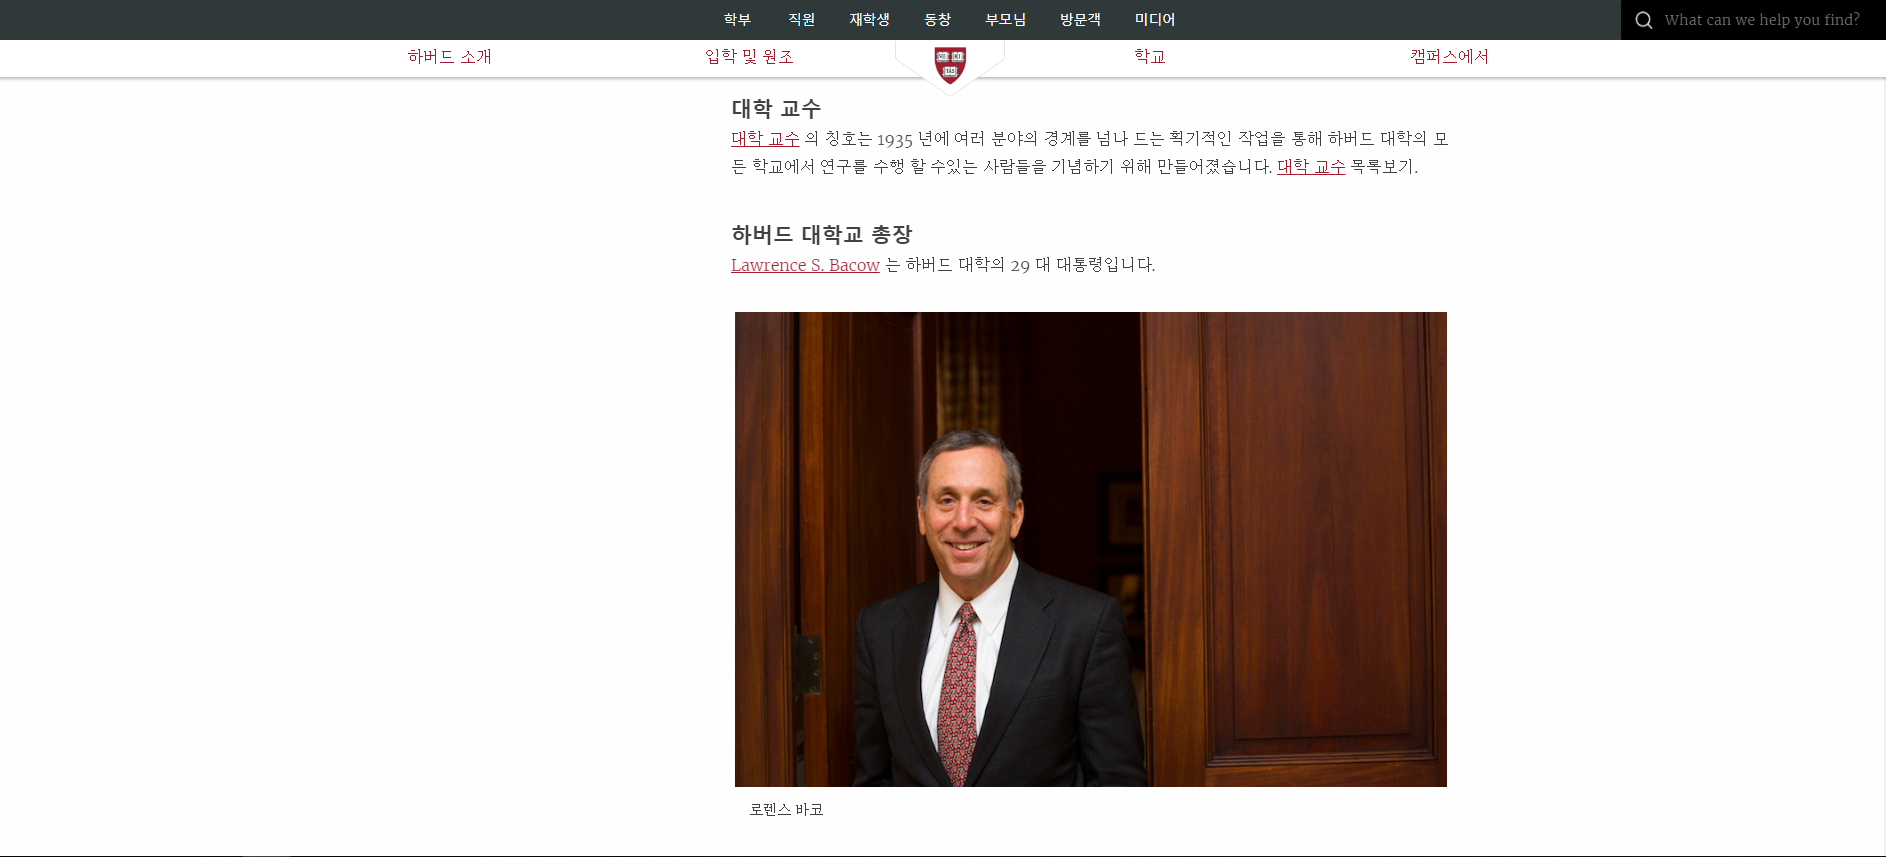 학부 직원 재학생 동창 부모님 방문객 미디어 What can we help you find?
하버드 소개 입학 및 원조 학교 캠퍼스에서
대학 교수
대학 교수 의 칭호는 1935 년에 여러 분야의 경계를 넘나 드는 획기적인 작업을 통해 하버드 대학의 모
든 학교에서 연구를 수행 할 수있는 사람들을 기념하기 위해 만들어졌습니다. 대학 교수 목록보기.
하버드 대학교 총장
Lawrence S. Bacow 는 하버드 대학의 29 대 대통령입니다.
로렌스 바코